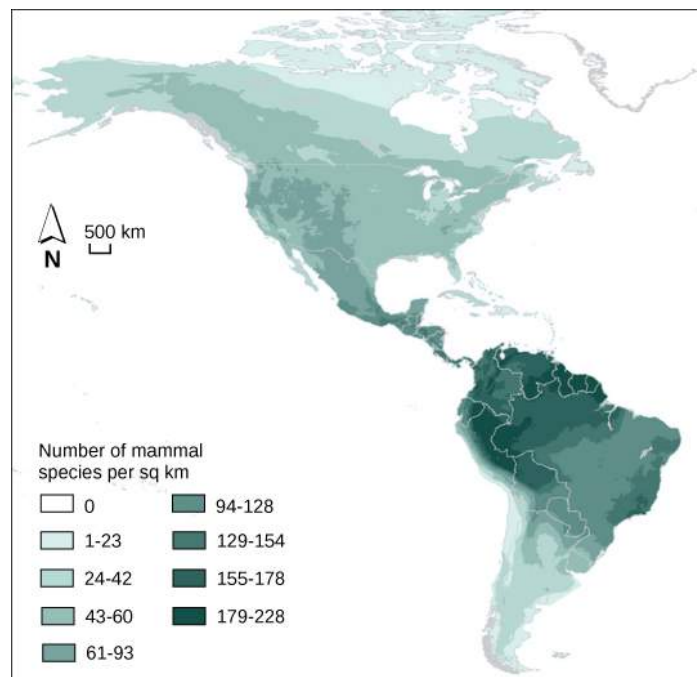 500 km
N
Number of mammal
species per sq km
0
1-23
24-42
43-60
61-93
94-128
129-154
155-178
179-228